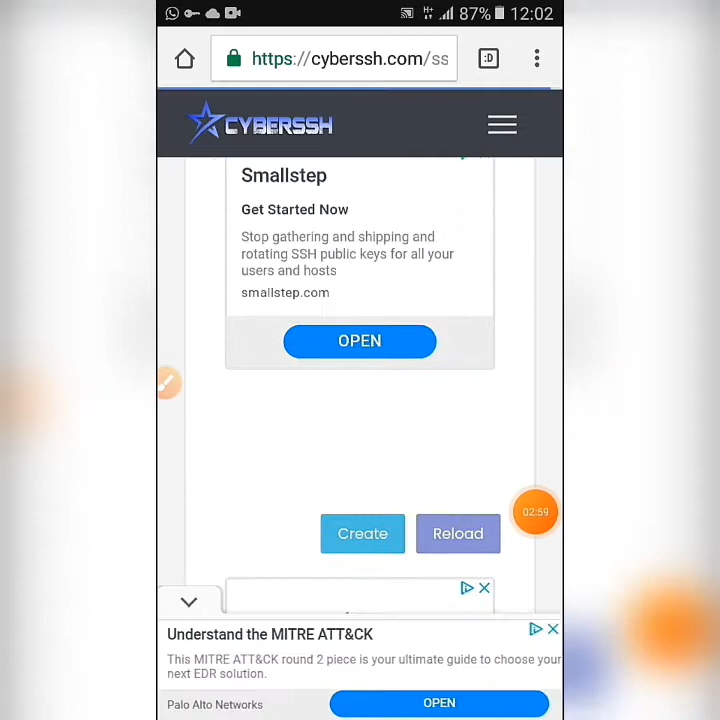 87% 12:02
https://cyberssh.com/ss
:D
CYBERSSH
Smallstep
Get Started Now
Stop gathering and shipping and
rotating SSH public keys for all your
users and hosts
smallstep.com
OPEN
02:59
Create Reload
Understand the MITRE ATT&CK
This MITRE ATT&CK round 2 piece is your ultimate guide to choose your
next EDR solution.
Palo Alto Networks
OPEN